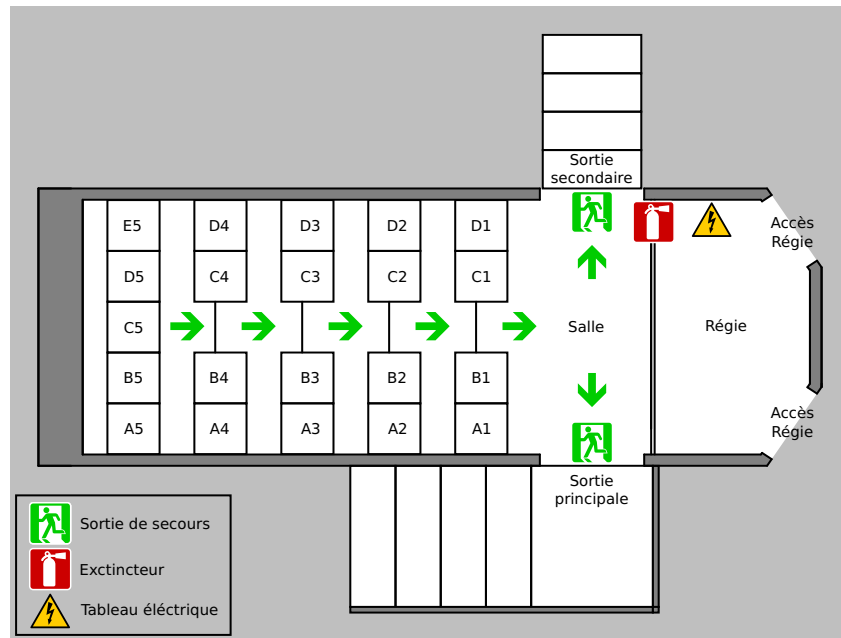 Sortie
secondaire
E5 D4 D3 D2 D1
Accès
Régie
D5 C4 C3 C2 C1
C5 Salle Régie
B5 B4 B3 B2 B1
A5 A4 A3 A2 A1
Accès
Régie
Sortie
principale
Sortie de secours
Exctincteur
Tableau éléctrique